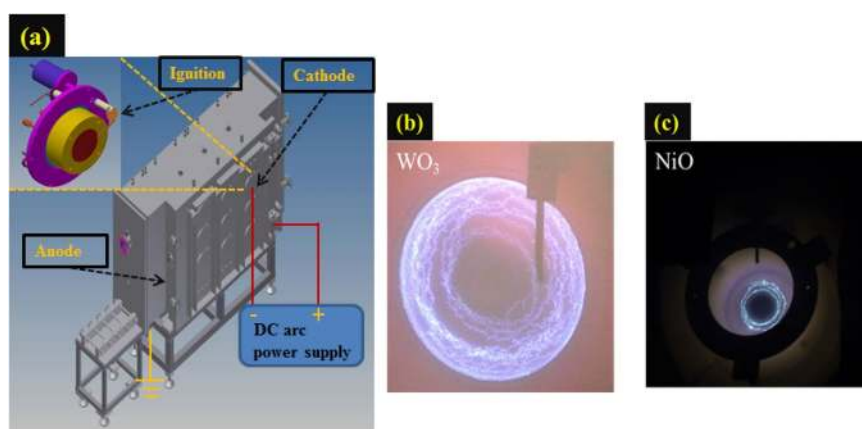 (a)
Ignition
Cathode
Anode
- +
DC arc
power supply
(b)
WO₃
(c)
NiO